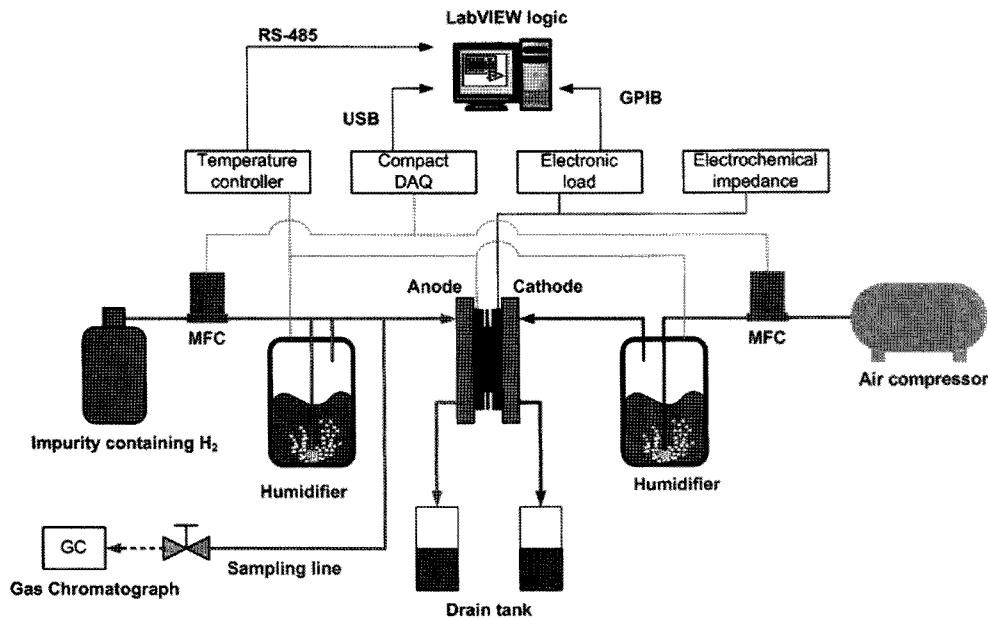 LabVIEW logic
RS-485
USB
GPIB
Temperature
controller
Compact
DAQ
Electronic
load
Electrochemical
impedance
Anode
Cathode
MFC
MFC
Air compressor
Impurity containing H₂
Humidifier
Humidifier
GC
Sampling line
Gas Chromatograph
Drain tank